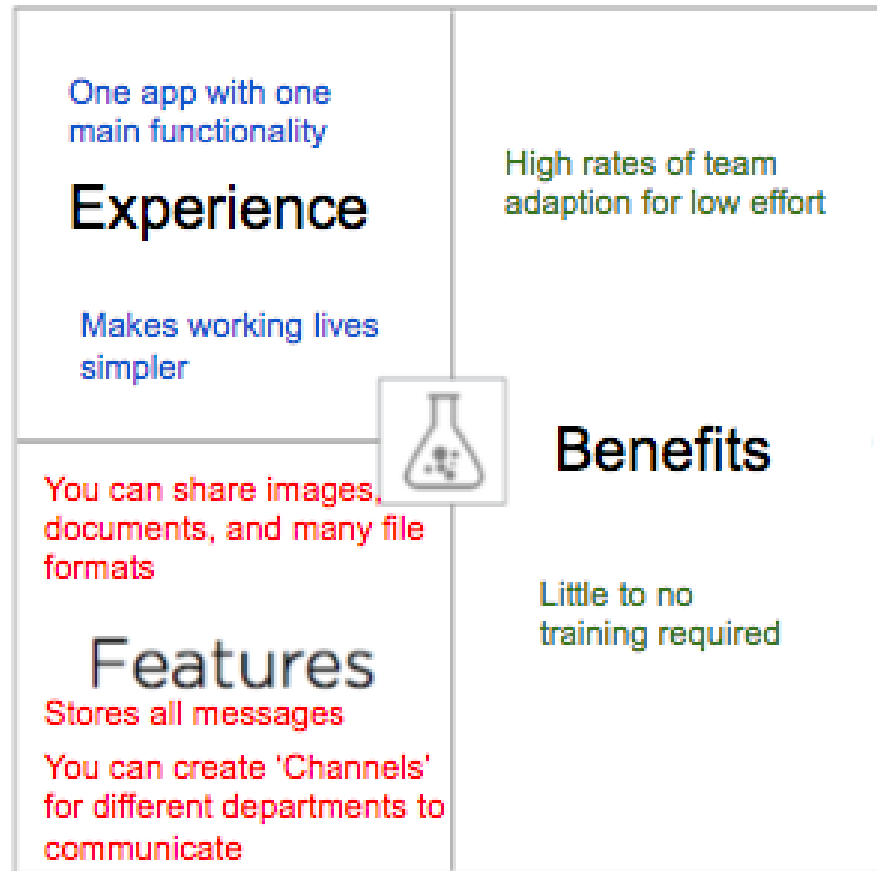 One app with one
main functionality
Experience
Makes working lives
simpler
You can share images,
documents, and many file
formats
Features
Stores all messages
You can create ‘Channels’
for different departments to
communicate
High rates of team
adaption for low effort
Benefits
Little to no
training required